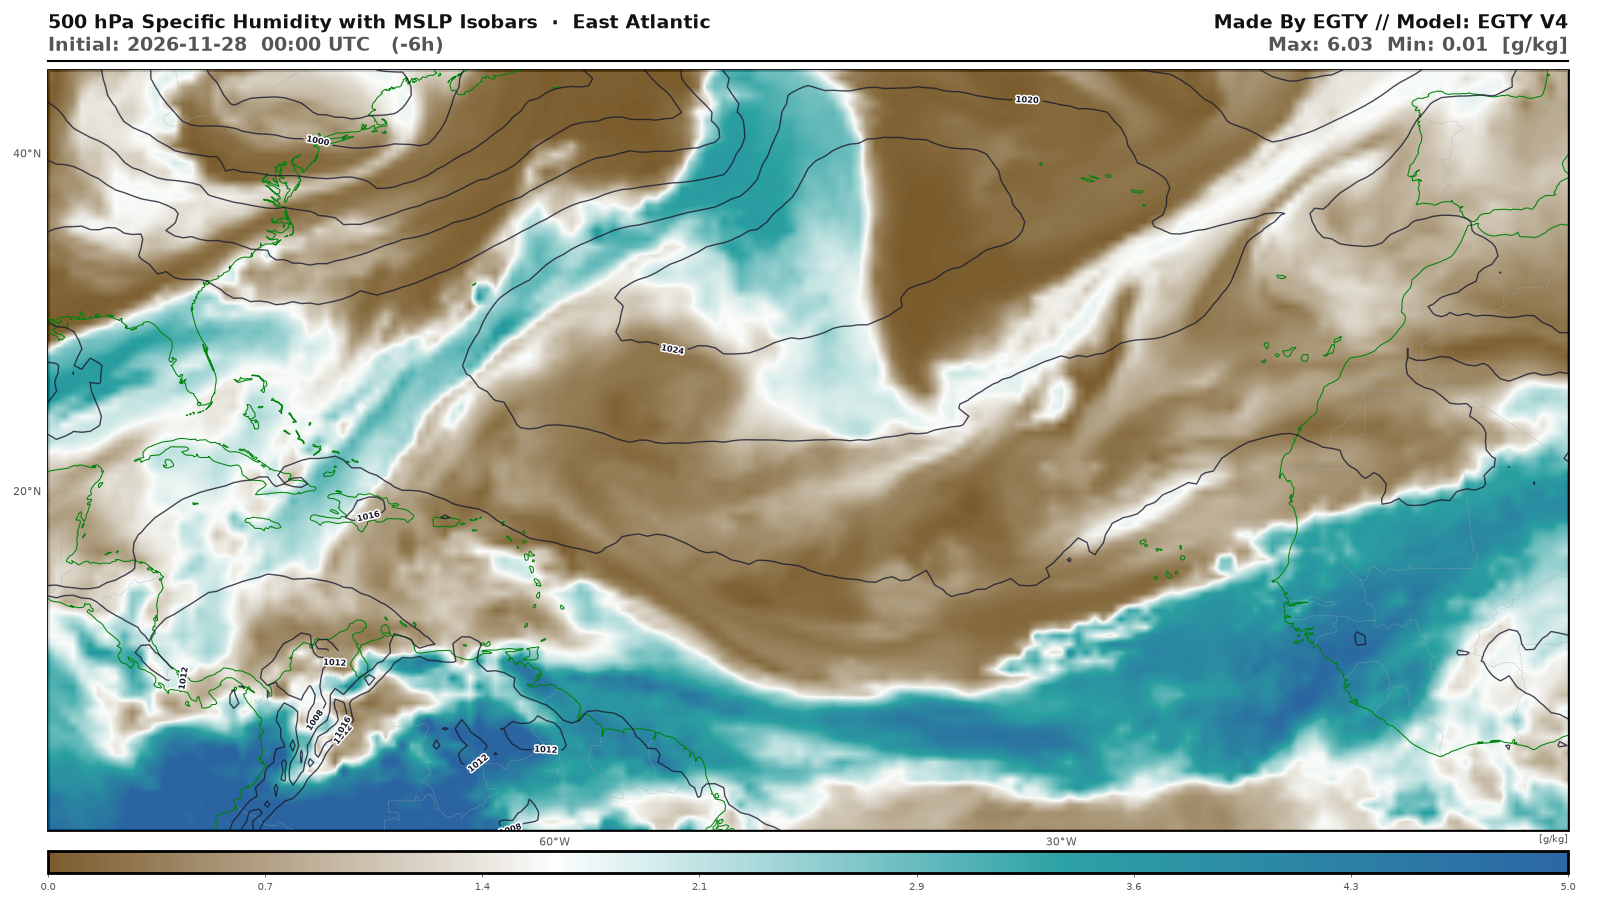 500 hPa Specific Humidity with MSLP Isobars · East Atlantic
Made By EGTY // Model: EGTY V4
Initial: 2026-11-28 00:00 UTC (-6h)
Max: 6.03 Min: 0.01 [g/kg]
1020
1000
40°N
1024
20°N
1016
1012
1012
1008
1016
1012
1012
1008
60°W
30°W
[g/kg]
0.0
0.7
1.4
2.1
2.9
3.6
4.3
5.0